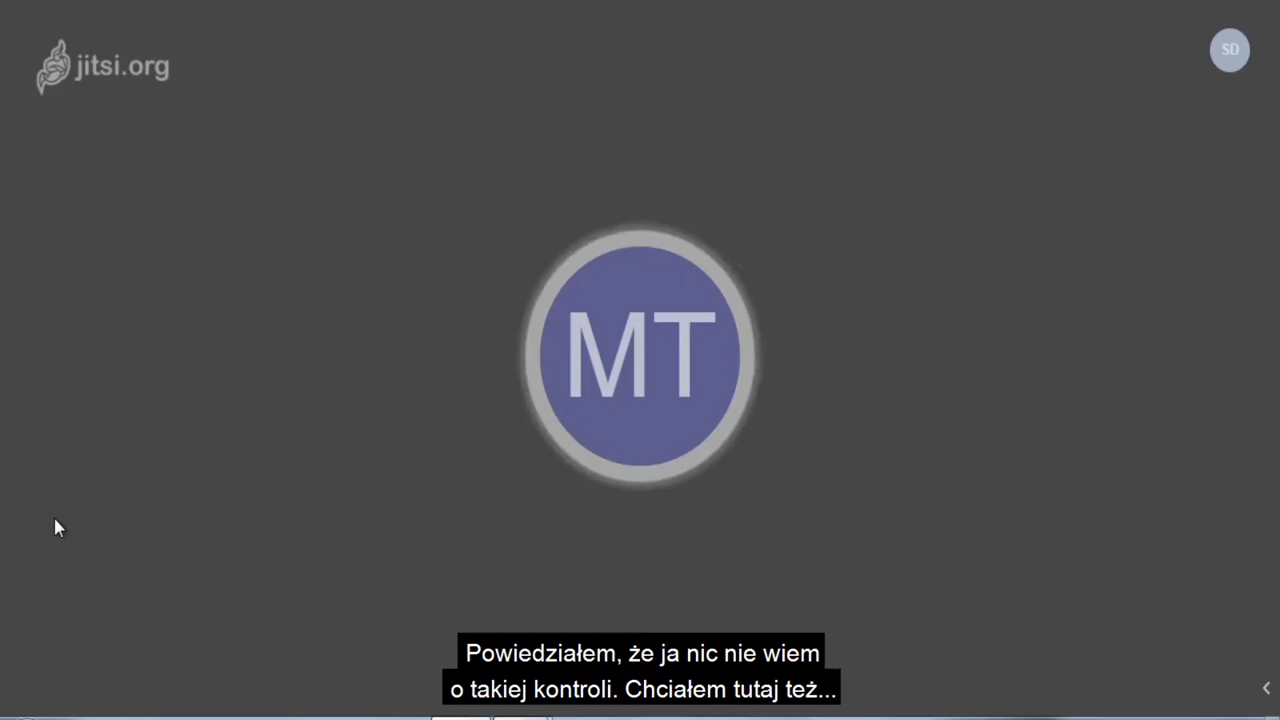 jitsi.org
SD
MT
Powiedziałem, że ja nic nie wiem
o takiej kontroli. Chciałem tutaj też...